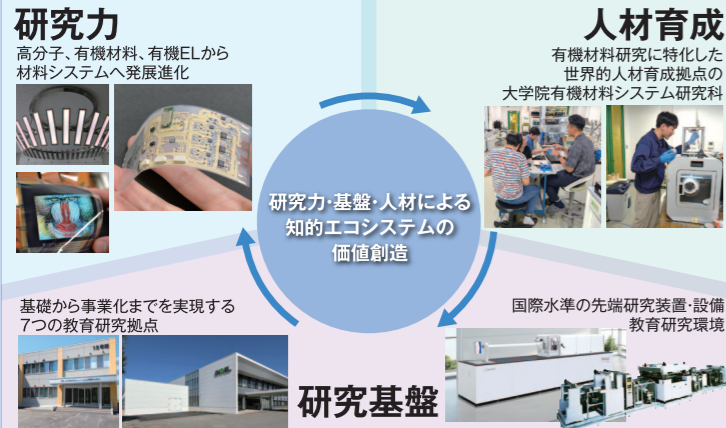 研究力
高分子、有機材料、有機ELから
材料システムへ発展進化
人材育成
有機材料研究に特化した
世界的人材育成拠点の
大学院有機材料システム研究科
研究力・基盤・人材による
知的エコシステムの
価値創造
基礎から事業化までを実現する
7つの教育研究拠点
国際水準の先端研究装置・設備
教育研究環境
研究基盤